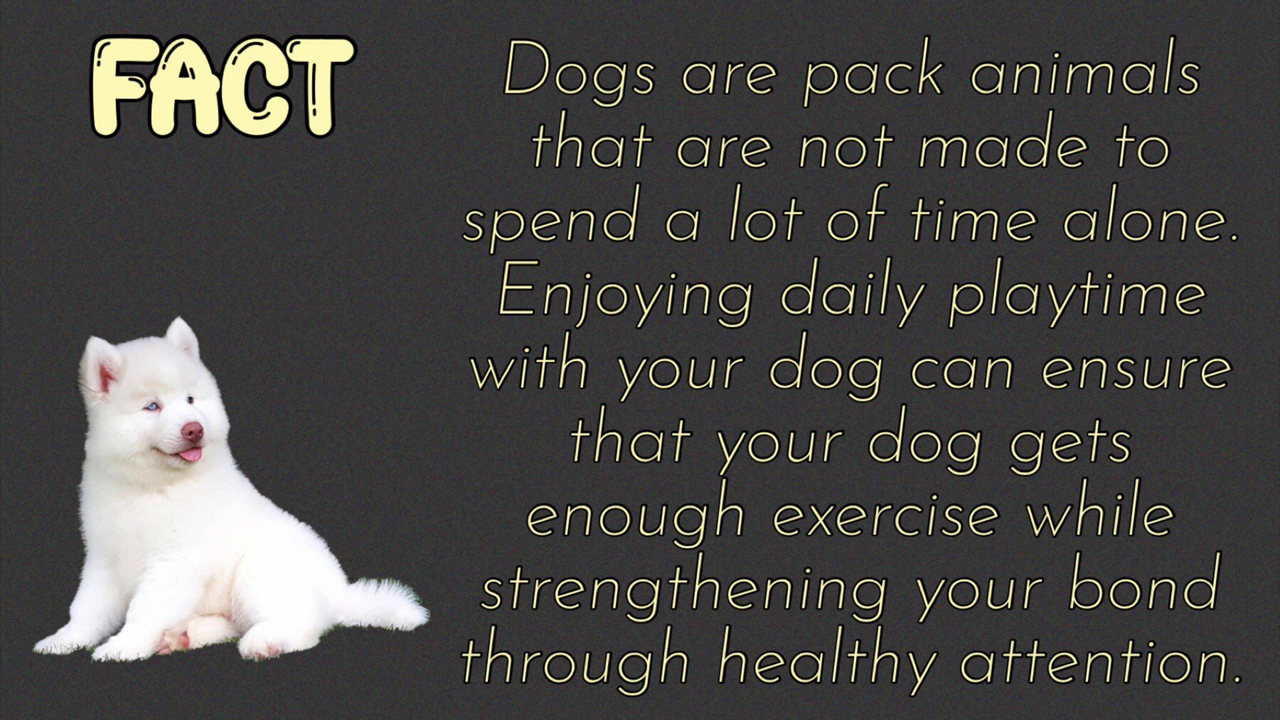 FACT
Dogs are pack animals
that are not made to
spend a lot of time alone.
Enjoying daily playtime
with your dog can ensure
that your dog gets
enough exercise while
strengthening your bond
through healthy attention.